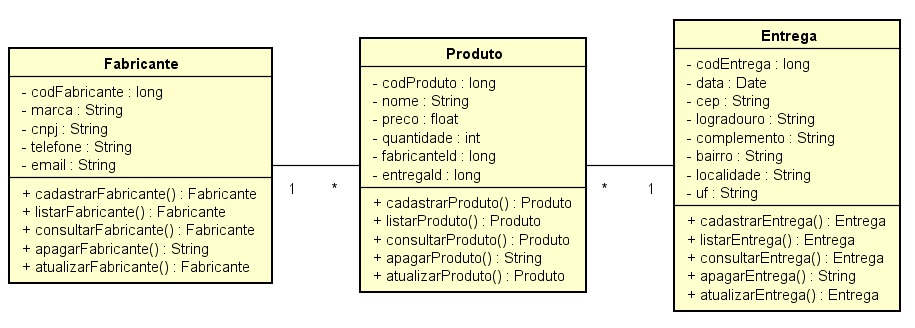 Fabricante
- codFabricante : long
- marca : String
- cnpj : String
- telefone : String
- email : String
+ cadastrarFabricante() : Fabricante
+ listarFabricante() : Fabricante
+ consultarFabricante() : Fabricante
+ apagarFabricante() : String
+ atualizarFabricante() : Fabricante
1
*
Produto
- codProduto : long
- nome : String
- preco : float
- quantidade : int
- fabricanteId : long
- entregaId : long
+ cadastrarProduto() : Produto
+ listarProduto() : Produto
+ consultarProduto() : Produto
+ apagarProduto() : String
+ atualizarProduto() : Produto
*
1
Entrega
- codEntrega : long
- data : Date
- cep : String
- logradouro : String
- complemento : String
- bairro : String
- localidade : String
- uf : String
+ cadastrarEntrega() : Entrega
+ listarEntrega() : Entrega
+ consultarEntrega() : Entrega
+ apagarEntrega() : String
+ atualizarEntrega() : Entrega